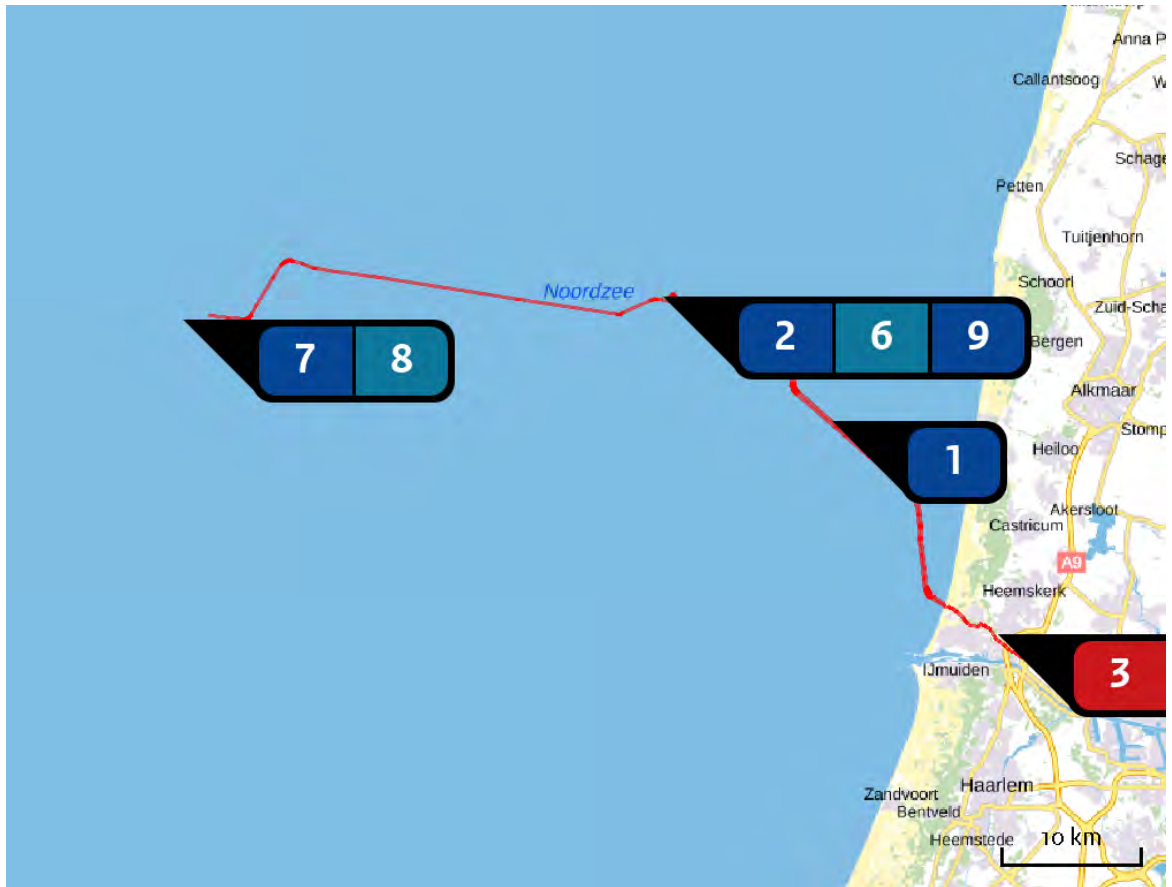 Anna P
Callantsoog
Schage
Petten
Tuitjenhorn
Schoorl
Noordzee
Zuid-Scha
2 6 9
Bergen
7 8
Alkmaar
Stomp
Heiloo
1
Akersloot
Castricum
A9
Heemskerk
IJmuiden
3
Haarlem
Zandvoort
Bentveld
Heemstede
10 km